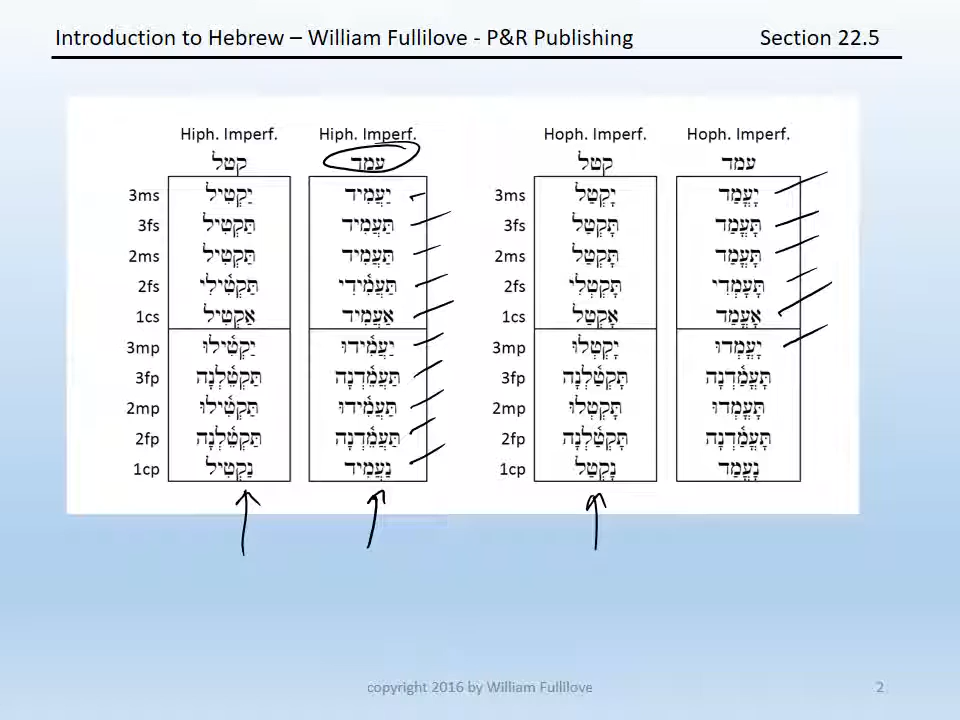 Introduction to Hebrew – William Fullilove - P&R Publishing Section 22.5
Hiph. Imperf. Hiph. Imperf. Hoph. Imperf. Hoph. Imperf.
קטל עמד קטל עמד
3ms יַקְטִיל יַעֲמִיד 3ms יָקְטַל יָעֳמַד
3fs תַּקְטִיל תַּעֲמִיד 3fs תָּקְטַל תָּעֳמַד
2ms תַּקְטִיל תַּעֲמִיד 2ms תָּקְטַל תָּעֳמַד
2fs תַּקְטִ֫ילִי תַּעֲמִ֫ידִי 2fs תָּקְטְלִי תָּעָמְדִי
1cs אַקְטִיל אַעֲמִיד 1cs אָקְטַל אָעֳמַד
3mp יַקְטִ֫ילוּ יַעֲמִ֫ידוּ 3mp יָקְטְלוּ יָעָמְדוּ
3fp תַּקְטֵ֫לְנָה תַּעֲמֵ֫דְנָה 3fp תָּקְטַ֫לְנָה תָּעֳמַ֫דְנָה
2mp תַּקְטִ֫ילוּ תַּעֲמִ֫ידוּ 2mp תָּקְטְלוּ תָּעָמְדוּ
2fp תַּקְטֵ֫לְנָה תַּעֲמֵ֫דְנָה 2fp תָּקְטַ֫לְנָה תָּעֳמַ֫דְנָה
1cp נַקְטִיל נַעֲמִיד 1cp נָקְטַל נָעֳמַד
copyright 2016 by William Fullilove 2